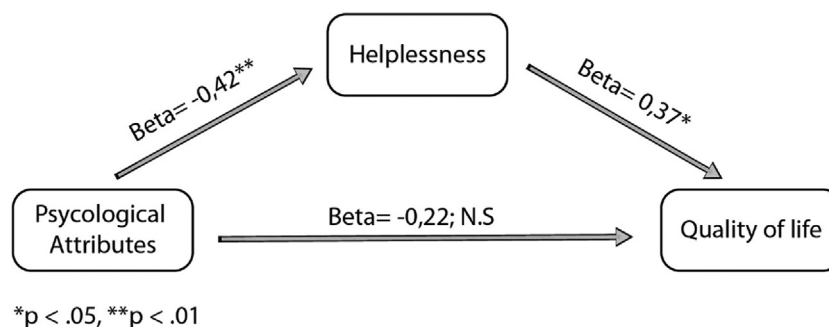 Helplessness
Beta= -0,42**
Beta= 0,37*
Psycological
Attributes
Beta= -0,22; N.S
Quality of life
*p < .05, **p < .01